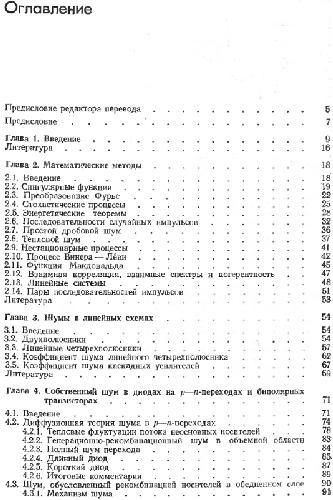 Оглавление
Предисловие редактора перевода 5
Предисловие 7
Глава 1. Введение 9
Литература 16
Глава 2. Математические методы 18
2.1. Введение 18
2.2. Сингулярные функции 19
2.3. Преобразование Фурье 22
2.4. Стохастические процессы 25
2.5. Энергетические теоремы 28
2.6. Последовательности случайных импульсов 32
2.7. Простой дробовой шум 36
2.8. Тепловой шум 37
2.9. Нестационарные процессы 41
2.10. Процесс Винера — Леви 42
2.11. Функция Макдональда 45
2.12. Взаимная корреляция, взаимные спектры и когерентность 47
2.13. Линейные системы 48
2.14. Пары последовательностей импульсов 51
Литература 53
Глава 3. Шумы в линейных схемах 54
3.1. Введение 54
3.2. Двухполюсники 54
3.3. Линейные четырехполюсники 57
3.4. Коэффициент шума линейного четырехполюсника 62
3.5. Коэффициент шума каскадных усилителей 67
Литература 69
Глава 4. Собственный шум в диодах на p—n-переходах и биполярных
транзисторах 71
4.1. Введение 71
4.2. Диффузионная теория шума в p—n-переходах 74
4.2.1. Тепловые флуктуации потока неосновных носителей 78
4.2.2. Генерационно-рекомбинационный шум в объемной области 83
4.2.3. Полный шум перехода 84
4.2.4. Длинный диод 85
4.2.5. Короткий диод 87
4.2.6. Итоговые комментарии 89
4.3. Шум, обусловленный рекомбинацией носителей в обедненном слое 90
4.3.1. Механизм шума 90